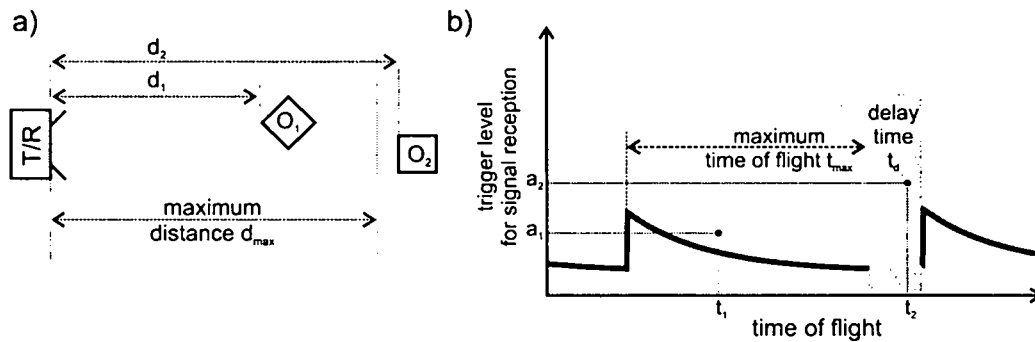 a)
d₂
d₁
T/R
O₁
O₂
maximum
distance dₘₐₓ
b)
trigger level
for signal reception
a₂
a₁
maximum
time of flight tₘₐₓ
delay
time
t_d
t₁
t₂
time of flight